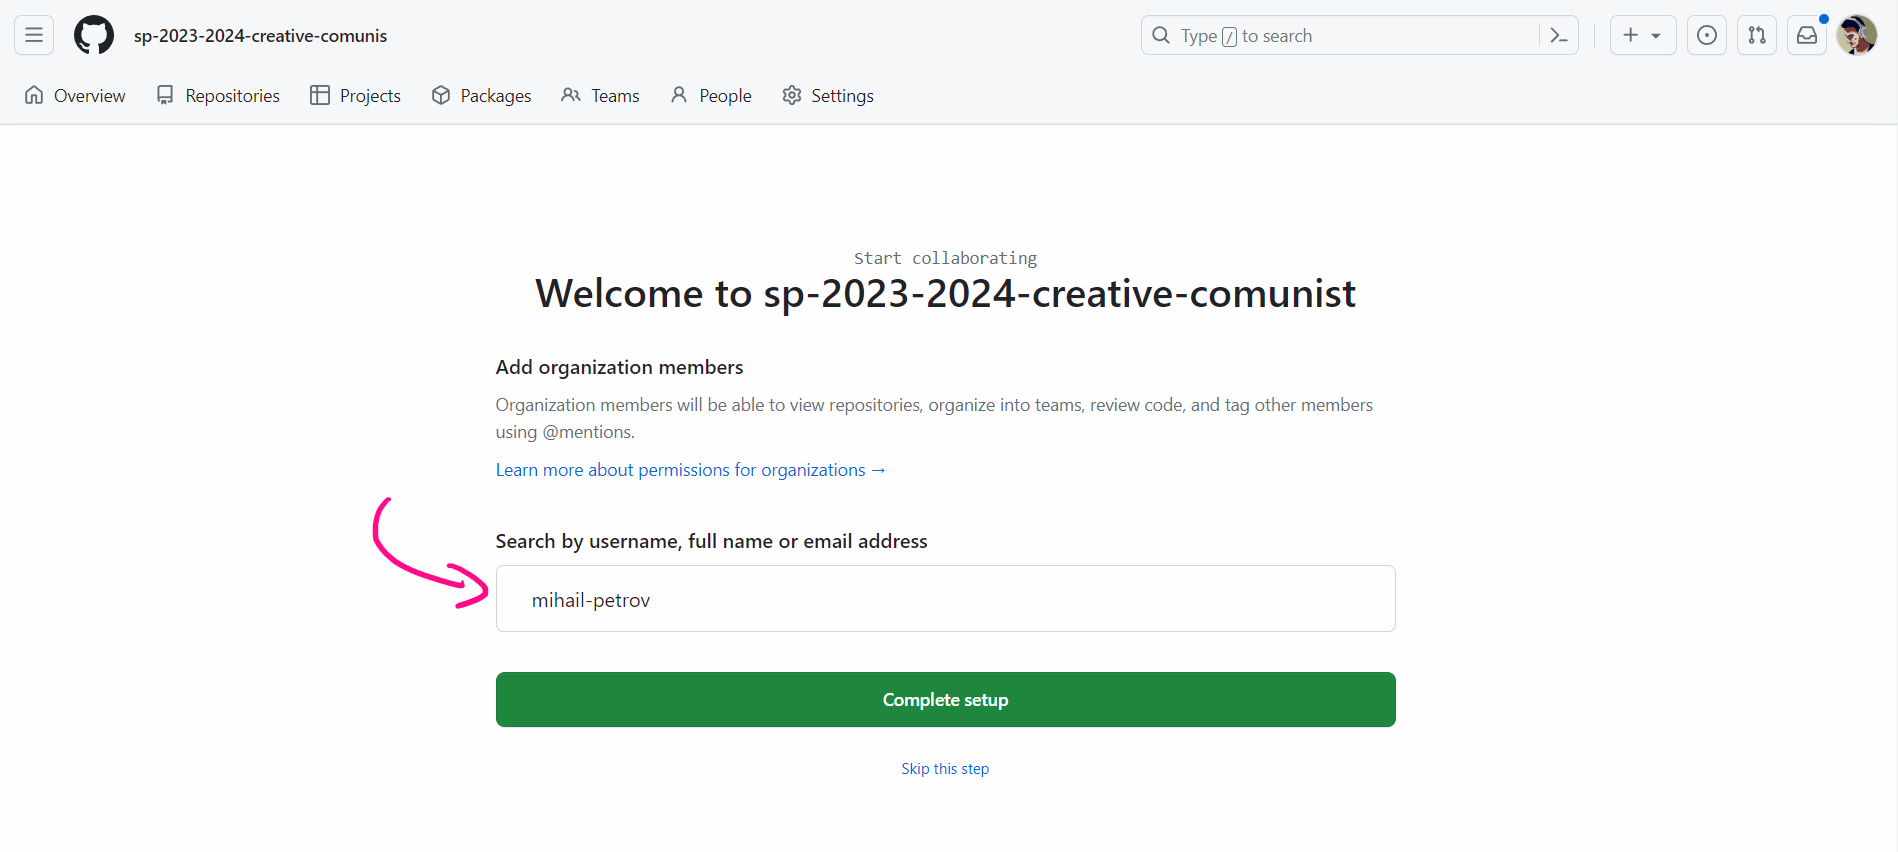 sp-2023-2024-creative-comunis
Type / to search
Overview
Repositories
Projects
Packages
Teams
People
Settings
Start collaborating
Welcome to sp-2023-2024-creative-comunist
Add organization members
Organization members will be able to view repositories, organize into teams, review code, and tag other members
using @mentions.
Learn more about permissions for organizations →
Search by username, full name or email address
mihail-petrov
Complete setup
Skip this step